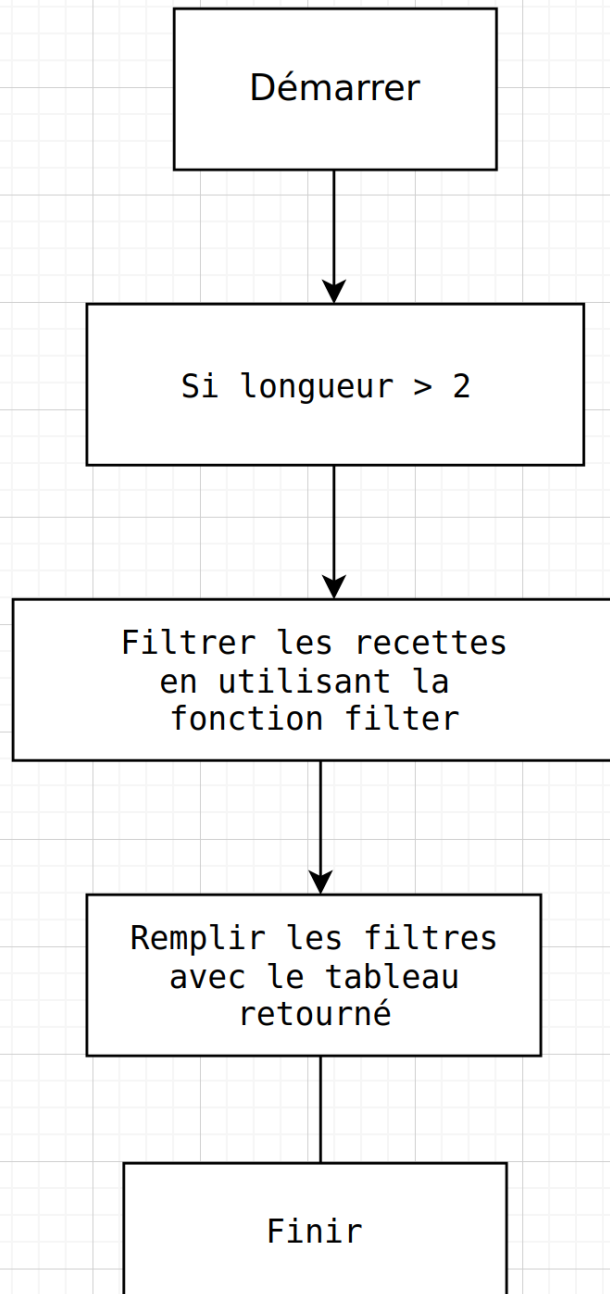 Démarrer
Si longueur > 2
Filtrer les recettes
en utilisant la
fonction filter
Remplir les filtres
avec le tableau
retourné
Finir